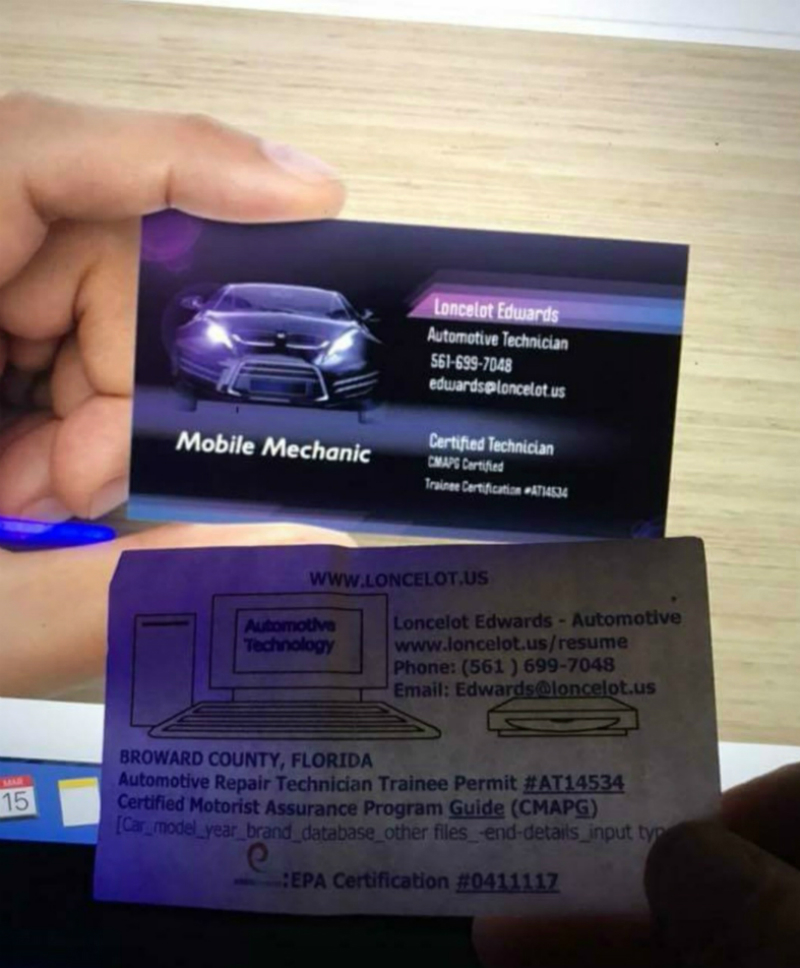 Loncelot Edwards
Automotive Technician
561-699-7048
edwards@loncelot.us
Mobile Mechanic
Certified Technician
CMAPG Certified
Trainee Certification #AT14534
WWW.LONCELOT.US
Automotive
Technology
Loncelot Edwards - Automotive
www.loncelot.us/resume
Phone: (561 ) 699-7048
Email: Edwards@loncelot.us
BROWARD COUNTY, FLORIDA
Automotive Repair Technician Trainee Permit #AT14534
Certified Motorist Assurance Program Guide (CMAPG)
[Car_model_year_brand_database_other files_-end-details_input
:EPA Certification #0411117
MAR
15